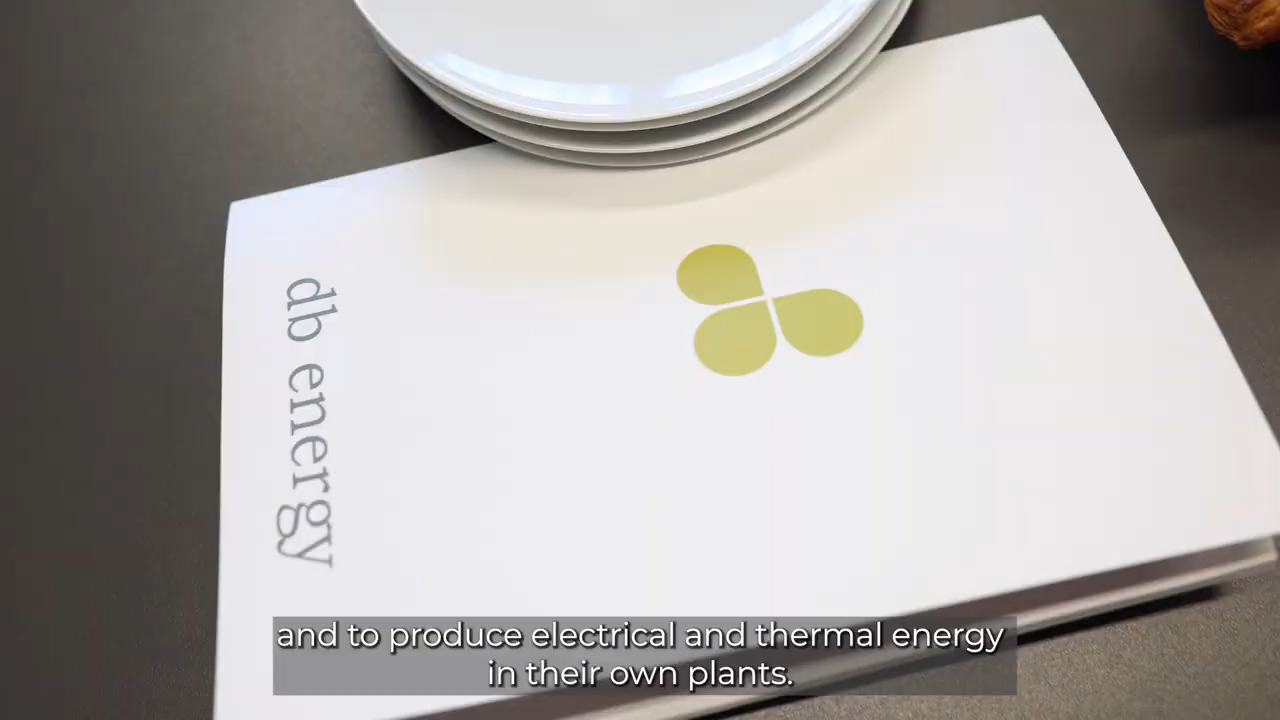 db energy
and to produce electrical and thermal energy
in their own plants.